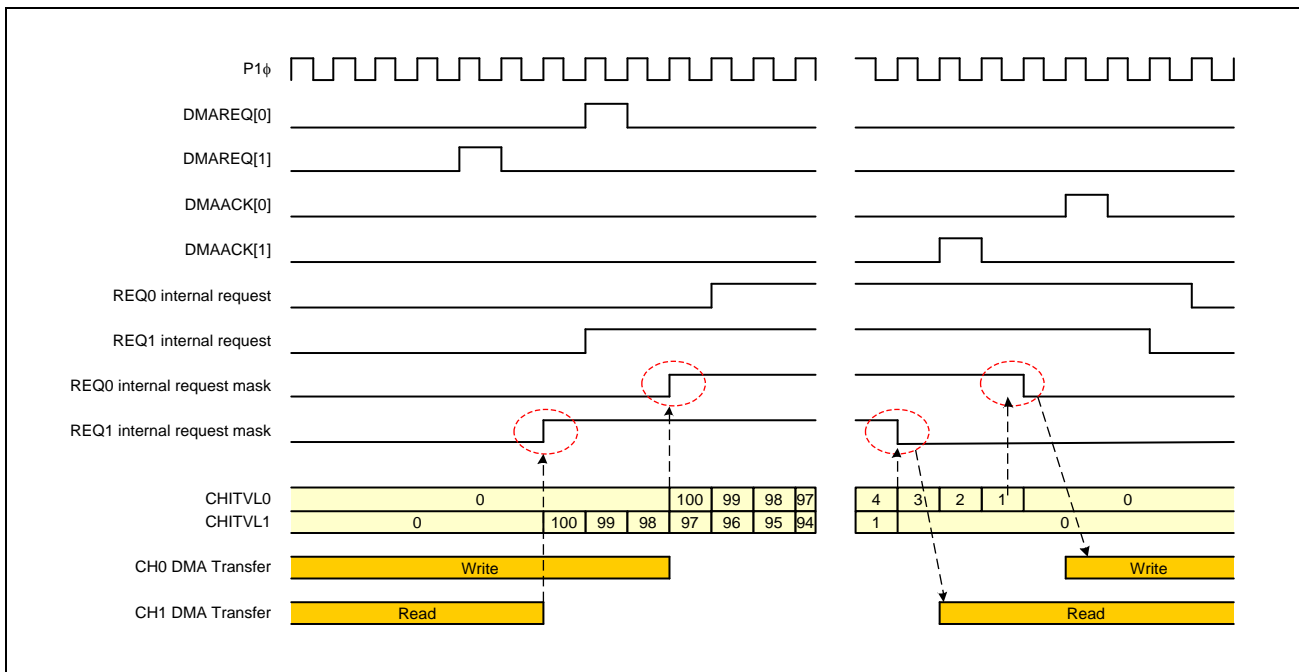 P1ϕ
DMAREQ[0]
DMAREQ[1]
DMAACK[0]
DMAACK[1]
REQ0 internal request
REQ1 internal request
REQ0 internal request mask
REQ1 internal request mask
CHITVL0 0 100 99 98 97 4 3 2 1 0
CHITVL1 0 100 99 98 97 96 95 94 1 0
CH0 DMA Transfer Write Write
CH1 DMA Transfer Read Read